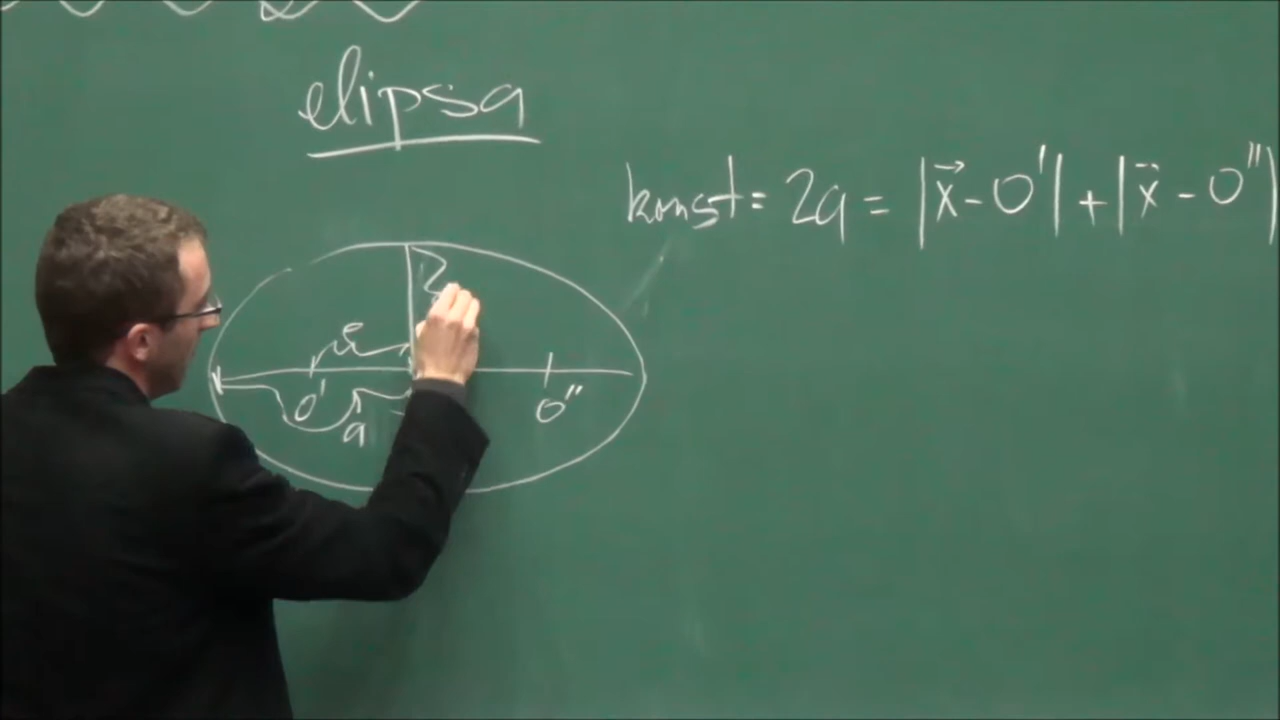 elipsa
konst = 2a = |x⃗ - O'| + |x⃗ - O''|
e
O'
O''
a